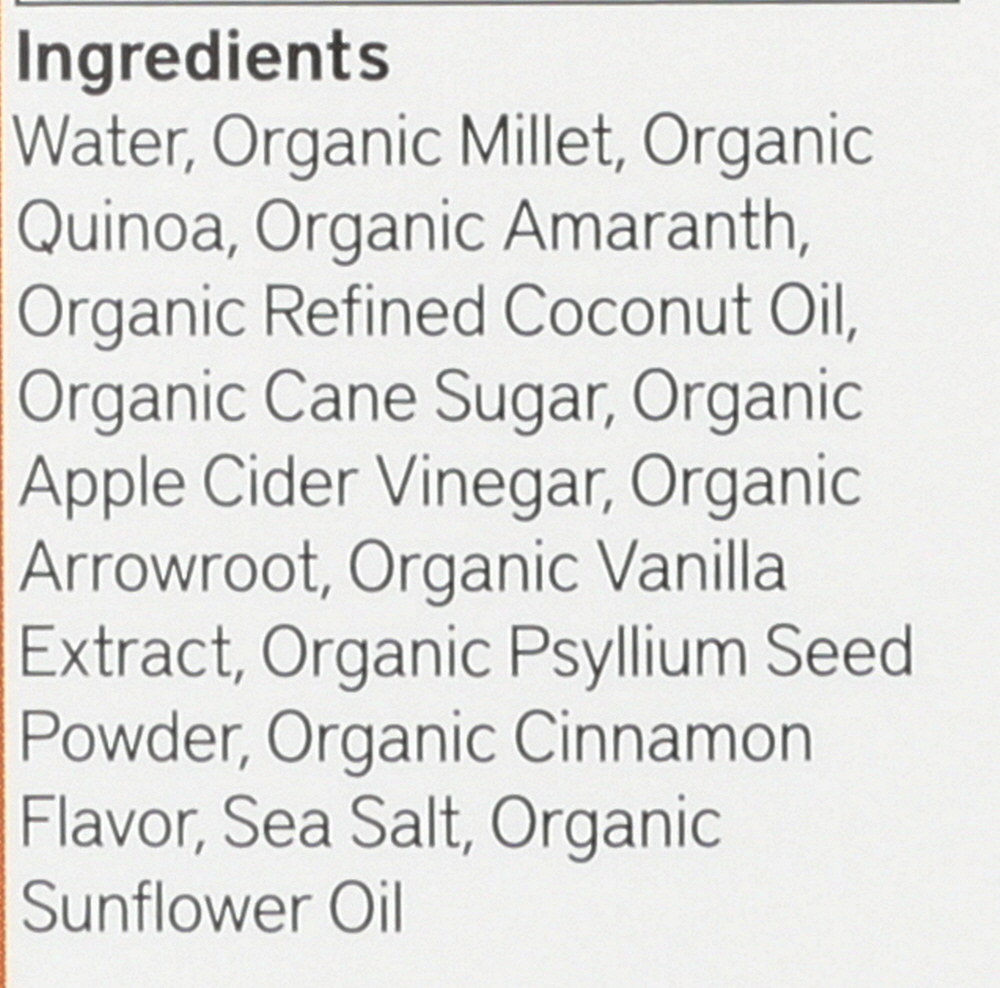 Ingredients
Water, Organic Millet, Organic
Quinoa, Organic Amaranth,
Organic Refined Coconut Oil,
Organic Cane Sugar, Organic
Apple Cider Vinegar, Organic
Arrowroot, Organic Vanilla
Extract, Organic Psyllium Seed
Powder, Organic Cinnamon
Flavor, Sea Salt, Organic
Sunflower Oil